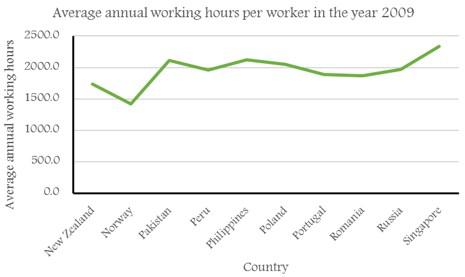 Average annual working hours per worker in the year 2009
Average annual working hours
2500.0
2000.0
1500.0
1000.0
500.0
0.0
New Zealand
Norway
Pakistan
Peru
Philippines
Poland
Portugal
Romania
Russia
Singapore
Country